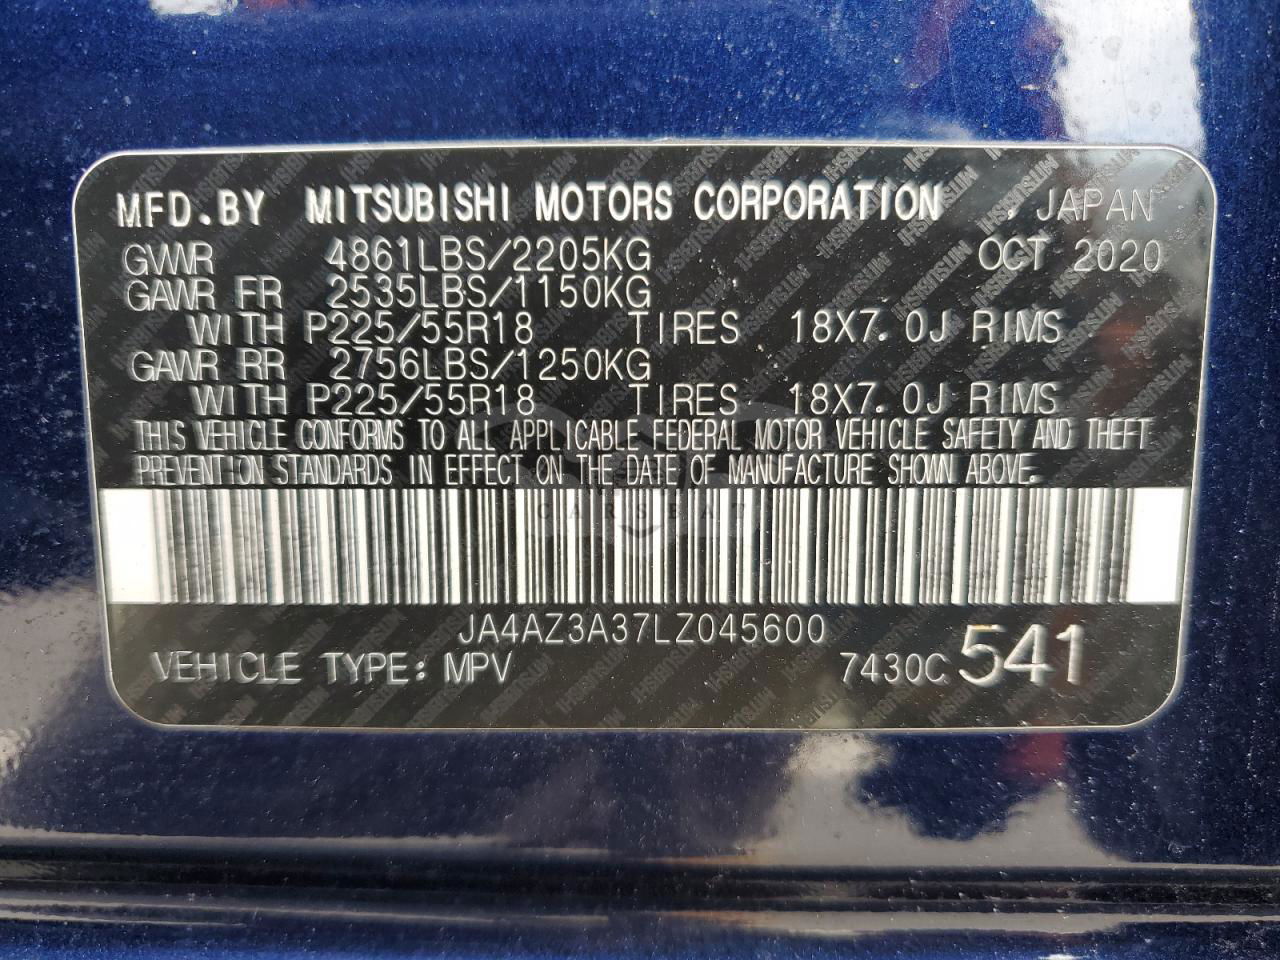 MFD.BY MITSUBISHI MOTORS CORPORATION , JAPAN
GVWR 4861LBS/2205KG OCT 2020
GAWR FR 2535LBS/1150KG
WITH P225/55R18 TIRES 18X7.0J RIMS
GAWR RR 2756LBS/1250KG
WITH P225/55R18 TIRES 18X7.0J RIMS
THIS VEHICLE CONFORMS TO ALL APPLICABLE FEDERAL MOTOR VEHICLE SAFETY AND THEFT
PREVENTION STANDARDS IN EFFECT ON THE DATE OF MANUFACTURE SHOWN ABOVE.
JA4AZ3A37LZ045600
VEHICLE TYPE: MPV 7430C 541